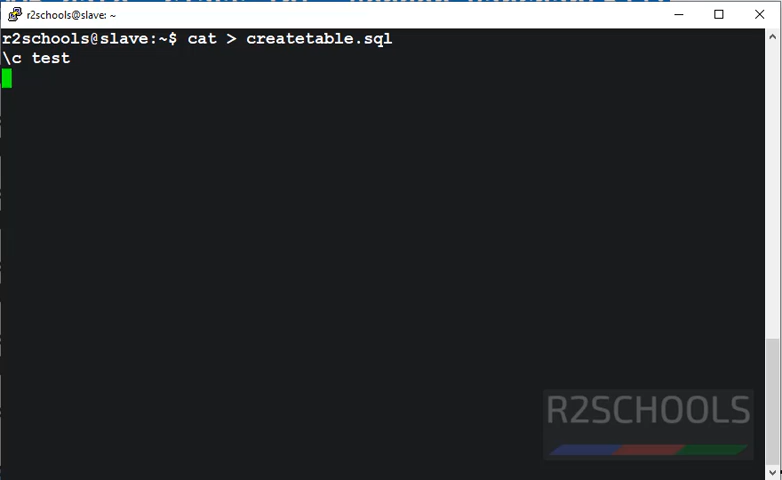 r2schools@slave: ~
r2schools@slave:~$ cat > createtable.sql
\c test
R2SCHOOLS